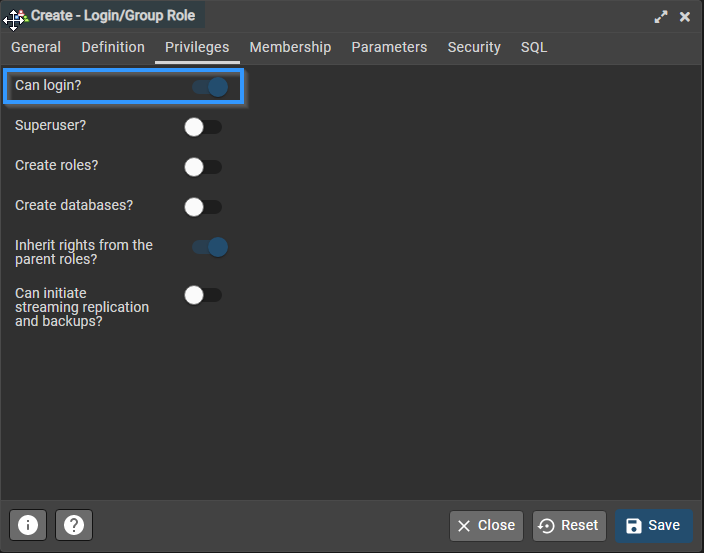 Create - Login/Group Role
General Definition Privileges Membership Parameters Security SQL
Can login?
Superuser?
Create roles?
Create databases?
Inherit rights from the
parent roles?
Can initiate
streaming replication
and backups?
Close Reset Save